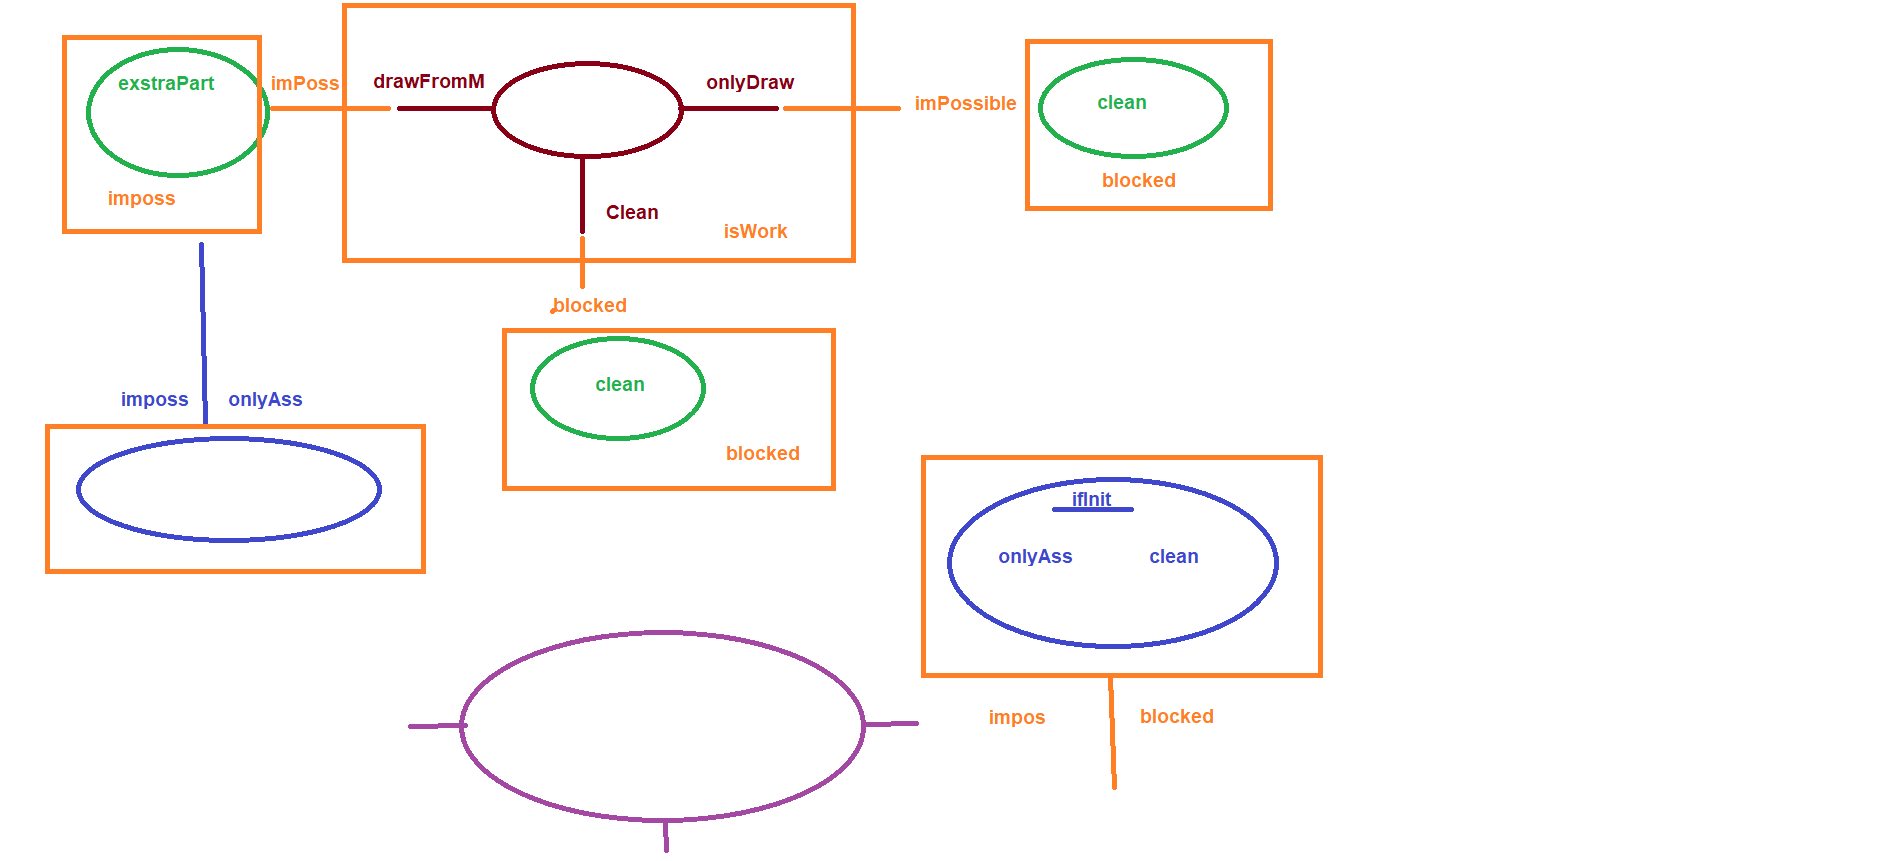 exstraPart
imPoss
drawFromM
onlyDraw
imPossible
clean
blocked
imposs
Clean
isWork
blocked
clean
blocked
imposs onlyAss
ifInit
onlyAss clean
impos blocked